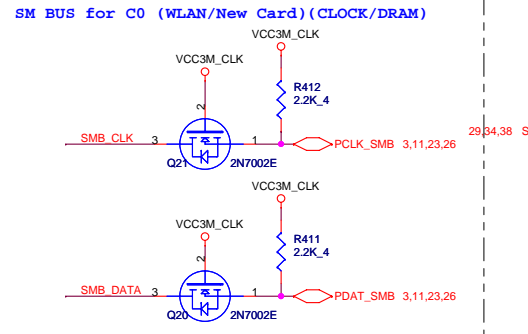 SM BUS for C0 (WLAN/New Card)(CLOCK/DRAM)
VCC3M_CLK
VCC3M_CLK
R412
2.2K_4
2
SMB_CLK 3 1 PCLK_SMB 3,11,23,26
29,34,38 S
Q21 2N7002E
VCC3M_CLK
VCC3M_CLK
R411
2.2K_4
2
SMB_DATA 3 1 PDAT_SMB 3,11,23,26
Q20 2N7002E